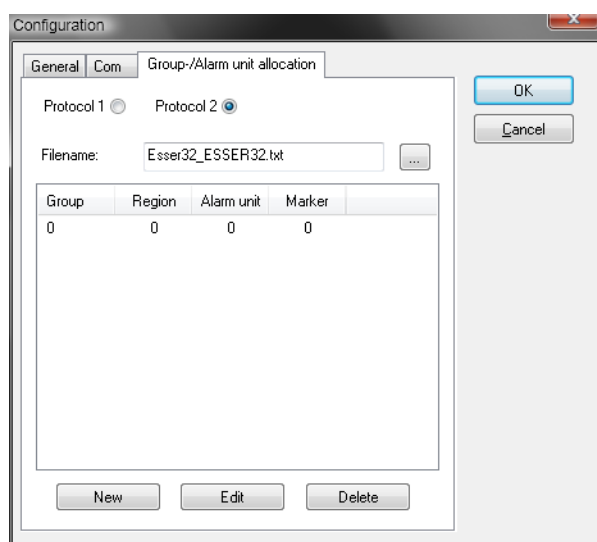 Configuration
General Com Group-/Alarm unit allocation
Protocol 1 Protocol 2
OK
Cancel
Filename: Esser32_ESSER32.txt ...
Group Region Alarm unit Marker
0 0 0 0
New Edit Delete